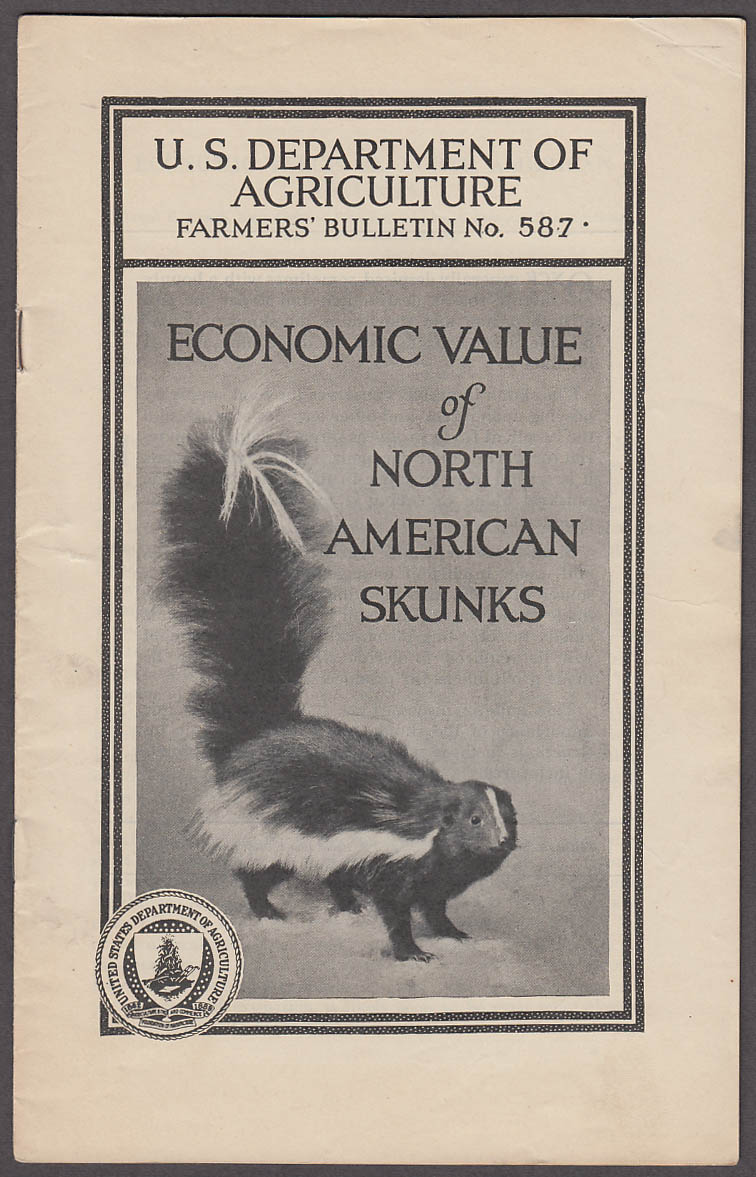 U. S. DEPARTMENT OF
AGRICULTURE
FARMERS' BULLETIN No. 587
ECONOMIC VALUE
of
NORTH
AMERICAN
SKUNKS
UNITED STATES DEPARTMENT OF AGRICULTURE